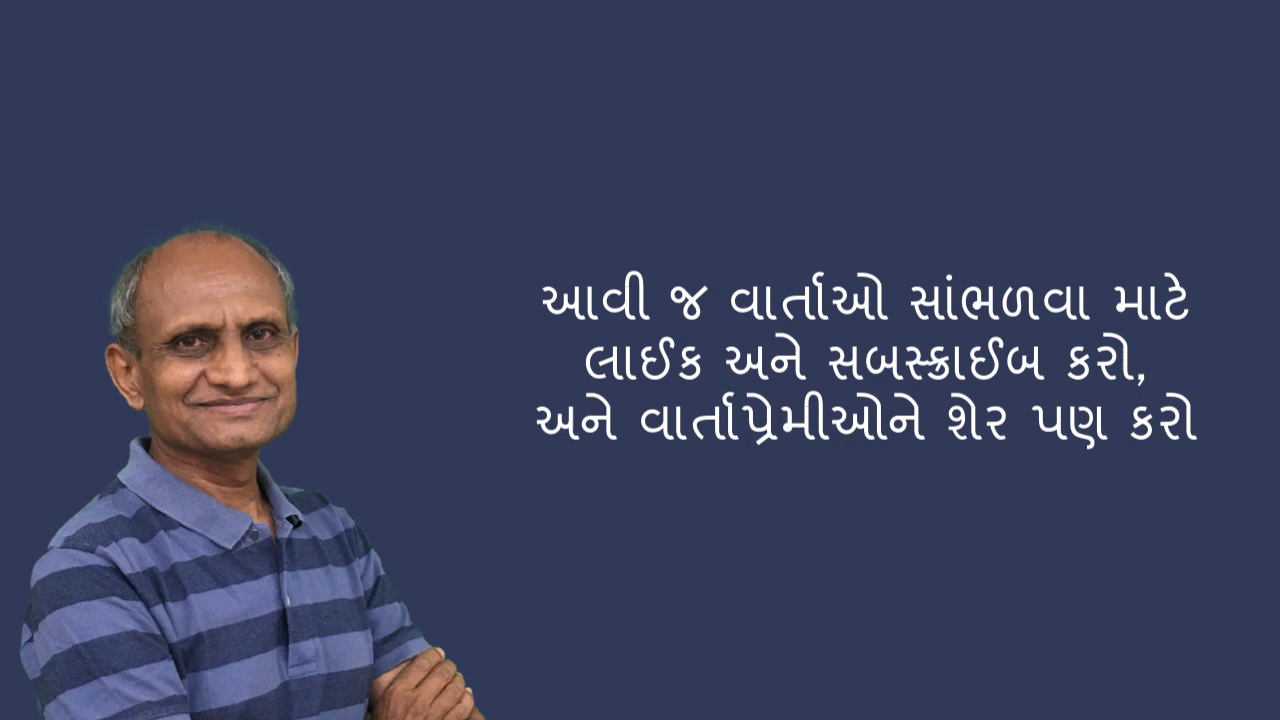 આવી જ વાર્તાઓ સાંભળવા માટે
લાઈક અને સબસ્ક્રાઈબ કરો,
અને વાર્તાપ્રેમીઓને શેર પણ કરો